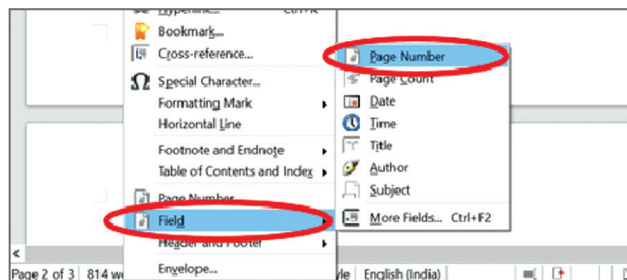 Bookmark...
Cross-reference...
Special Character...
Formatting Mark
Horizontal Line
Footnote and Endnote
Table of Contents and Index
Page Number
Field
Header and Footer
Envelope...
Page Number
Page Count
Date
Time
Title
Author
Subject
More Fields... Ctrl+F2
Page 2 of 3 814 English (India)